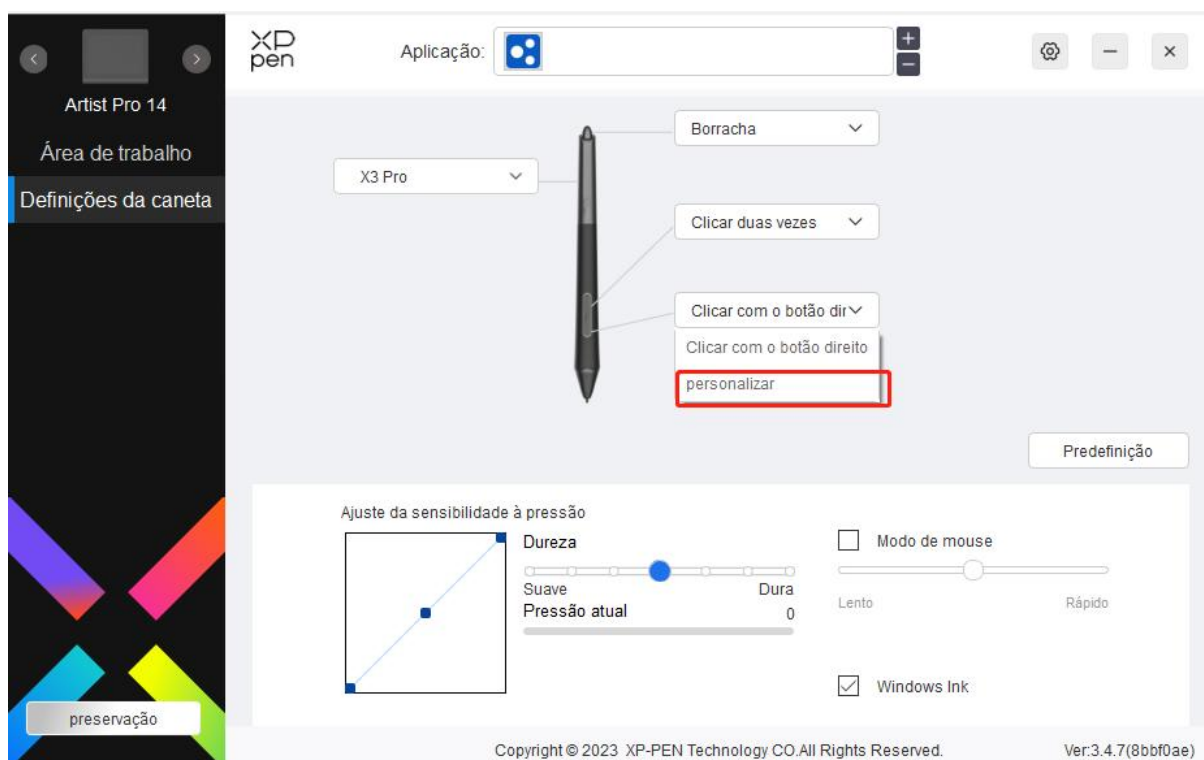 XP
pen
Aplicação:
Artist Pro 14
Área de trabalho
Definições da caneta
Borracha
X3 Pro
Clicar duas vezes
Clicar com o botão dir
Clicar com o botão direito
personalizar
Predefinição
Ajuste da sensibilidade à pressão
Dureza
Suave Dura
Pressão atual 0
Modo de mouse
Lento Rápido
Windows Ink
preservação
Copyright © 2023 XP-PEN Technology CO.All Rights Reserved. Ver:3.4.7(8bbf0ae)